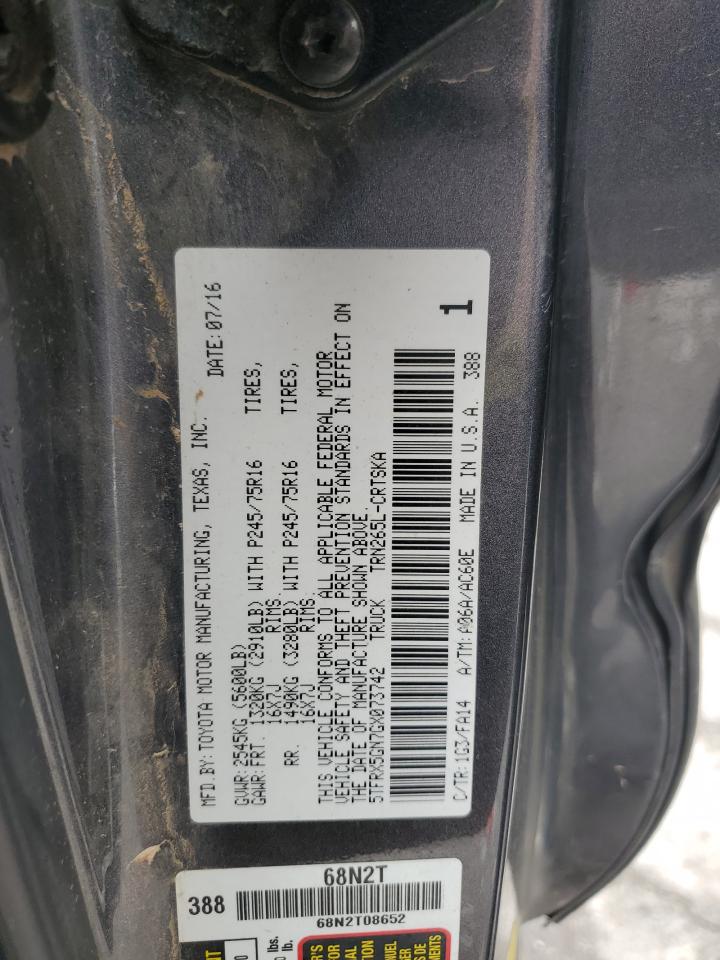 MFD.BY: TOYOTA MOTOR MANUFACTURING, TEXAS, INC. DATE: 07/16
GVWR: 2545KG (5600LB)
GAWR: FRT. 1320KG (2910LB) WITH P245/75R16 TIRES,
16X7J RIMS
RR. 1490KG (3280LB) WITH P245/75R16 TIRES,
16X7J RIMS
THIS VEHICLE CONFORMS TO ALL APPLICABLE FEDERAL MOTOR
VEHICLE SAFETY AND THEFT PREVENTION STANDARDS IN EFFECT ON
THE DATE OF MANUFACTURE SHOWN ABOVE
5TFRX5GN7GX073742 TRUCK TRN265L-CRTSKA
C/TR: 1G3/FA14 A/TM: A06A/AC60E MADE IN U.S.A. 388
1
68N2T
388
68N2T08652